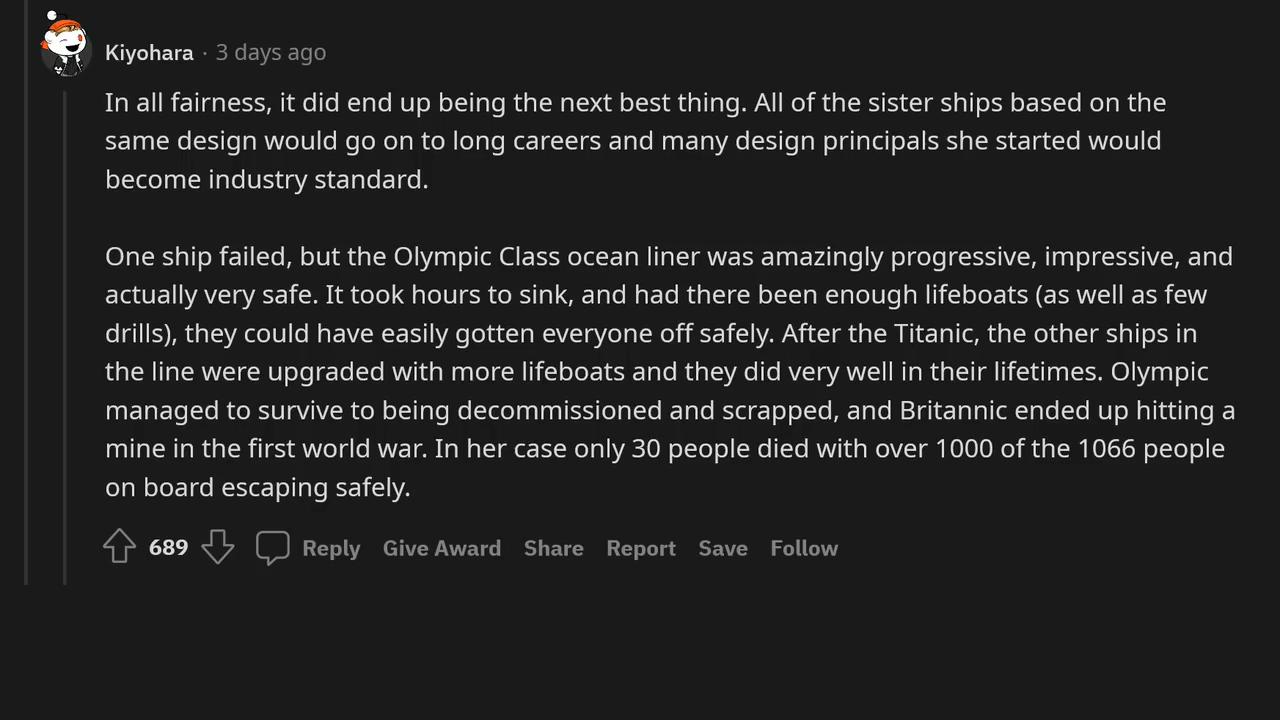 Kiyohara · 3 days ago
In all fairness, it did end up being the next best thing. All of the sister ships based on the
same design would go on to long careers and many design principals she started would
become industry standard.
One ship failed, but the Olympic Class ocean liner was amazingly progressive, impressive, and
actually very safe. It took hours to sink, and had there been enough lifeboats (as well as few
drills), they could have easily gotten everyone off safely. After the Titanic, the other ships in
the line were upgraded with more lifeboats and they did very well in their lifetimes. Olympic
managed to survive to being decommissioned and scrapped, and Britannic ended up hitting a
mine in the first world war. In her case only 30 people died with over 1000 of the 1066 people
on board escaping safely.
689 Reply Give Award Share Report Save Follow